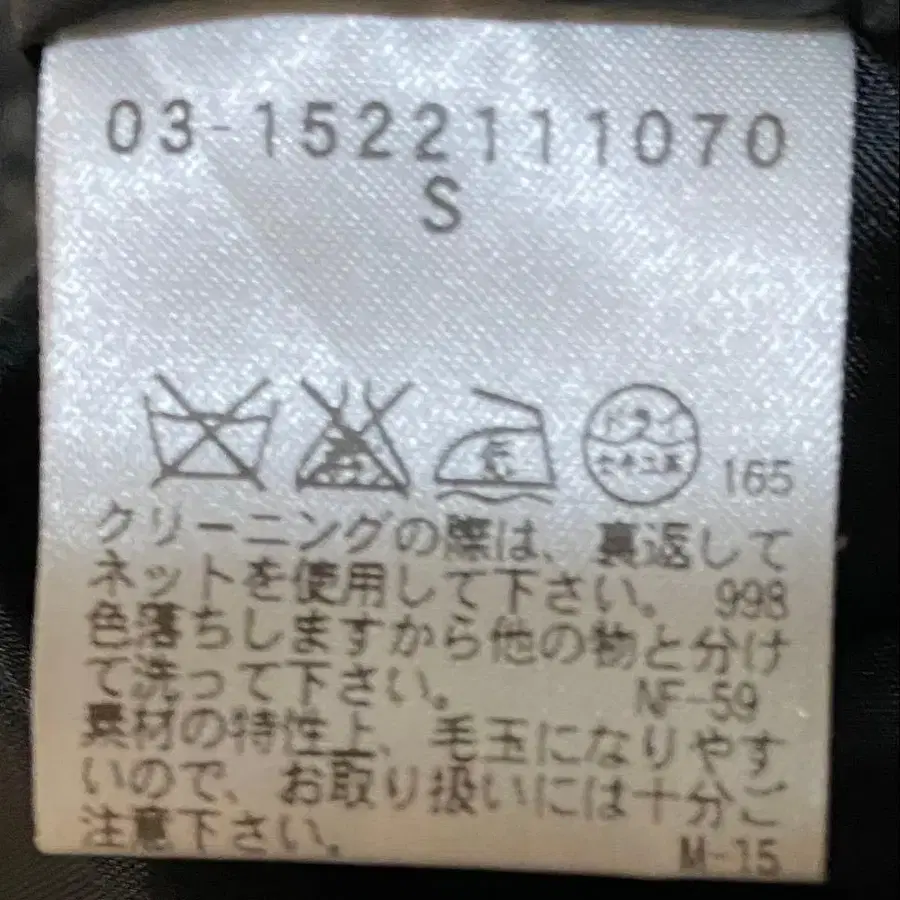 03-1522111070
S
ドライ
165
クリーニングの際は、裏返して
ネットを使用して下さい。 998
色落ちしますから他の物と分け
て洗って下さい。 NF-59
素材の特性上、毛玉になりやす
いので、お取り扱いには十分ご
注意下さい。 M-15